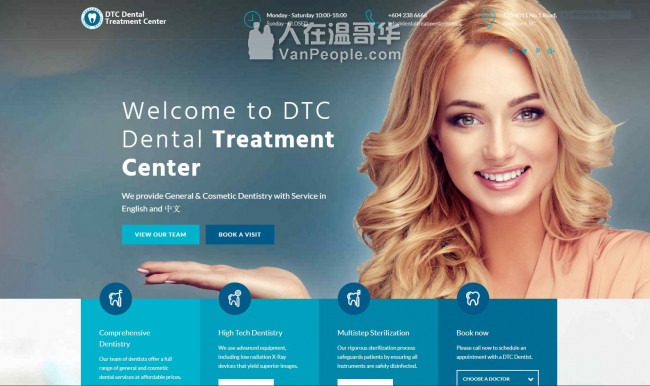 DTC Dental
Treatment Center
Monday - Saturday 10:00-18:00
Sunday - CLOSED
+604 238 6668
人在温哥华
VanPeople.com
Welcome to DTC
Dental Treatment
Center
We provide General & Cosmetic Dentistry with Service in
English and 中文
VIEW OUR TEAM
BOOK A VISIT
Comprehensive
Dentistry
Our team of dentists offer a full
range of general and cosmetic
dental services at affordable prices.
High Tech Dentistry
We use advanced equipment,
including low radiation X-Ray
devices that yield superior images.
Multistep Sterilization
Our rigorous sterilization process
safeguards patients by ensuring all
instruments are safely disinfected.
Book now
Please call now to schedule an
appointment with a DTC Dentist.
CHOOSE A DOCTOR